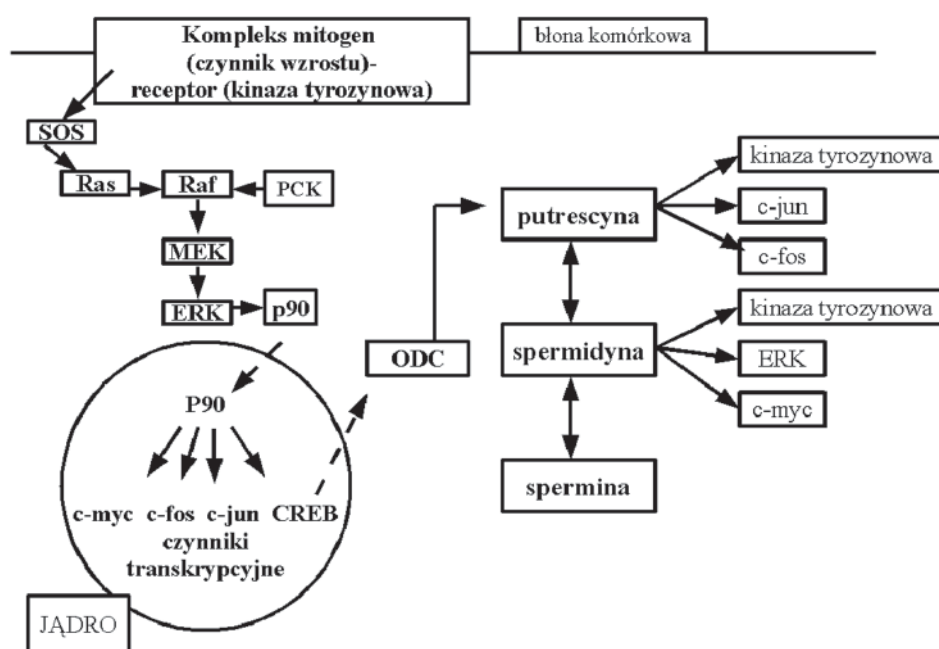 Kompleks mitogen
(czynnik wzrostu)-
receptor (kinaza tyrozynowa)
błona komórkowa
SOS
Ras
Raf
PCK
MEK
ERK
p90
P90
c-myc c-fos c-jun CREB
czynniki
transkrypcyjne
JĄDRO
ODC
putrescyna
spermidyna
spermina
kinaza tyrozynowa
c-jun
c-fos
kinaza tyrozynowa
ERK
c-myc